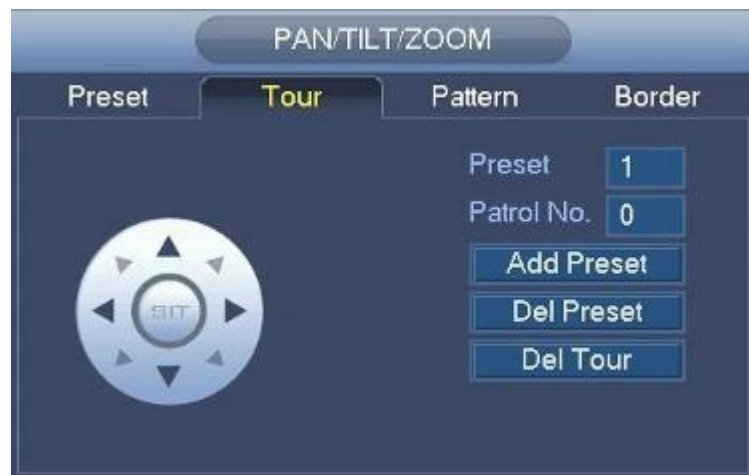 PAN/TILT/ZOOM
Preset Tour Pattern Border
Preset 1
Patrol No. 0
Add Preset
SIT
Del Preset
Del Tour